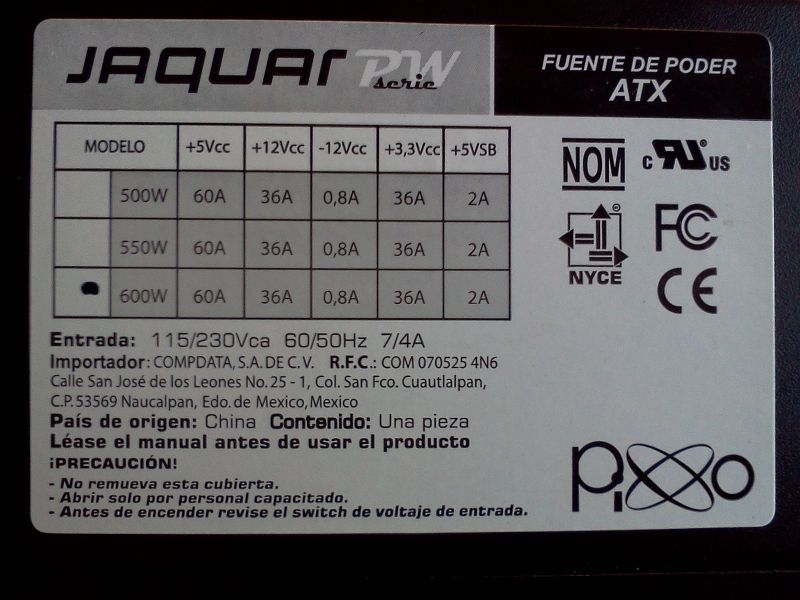 JAQUAR PW serie
FUENTE DE PODER
ATX
MODELO +5Vcc +12Vcc -12Vcc +3,3Vcc +5VSB
500W 60A 36A 0,8A 36A 2A
550W 60A 36A 0,8A 36A 2A
600W 60A 36A 0,8A 36A 2A
NOM
c RU US
NYCE
FC
CE
Entrada: 115/230Vca 60/50Hz 7/4A
Importador: COMPDATA, S.A. DE C. V. R.F.C.: COM 070525 4N6
Calle San José de los Leones No. 25 - 1, Col. San Fco. Cuautlalpan,
C.P. 53569 Naucalpan, Edo. de Mexico, Mexico
País de origen: China Contenido: Una pieza
Léase el manual antes de usar el producto
¡PRECAUCIÓN!
- No remueva esta cubierta.
- Abrir solo por personal capacitado.
- Antes de encender revise el switch de voltaje de entrada.
PiXXo